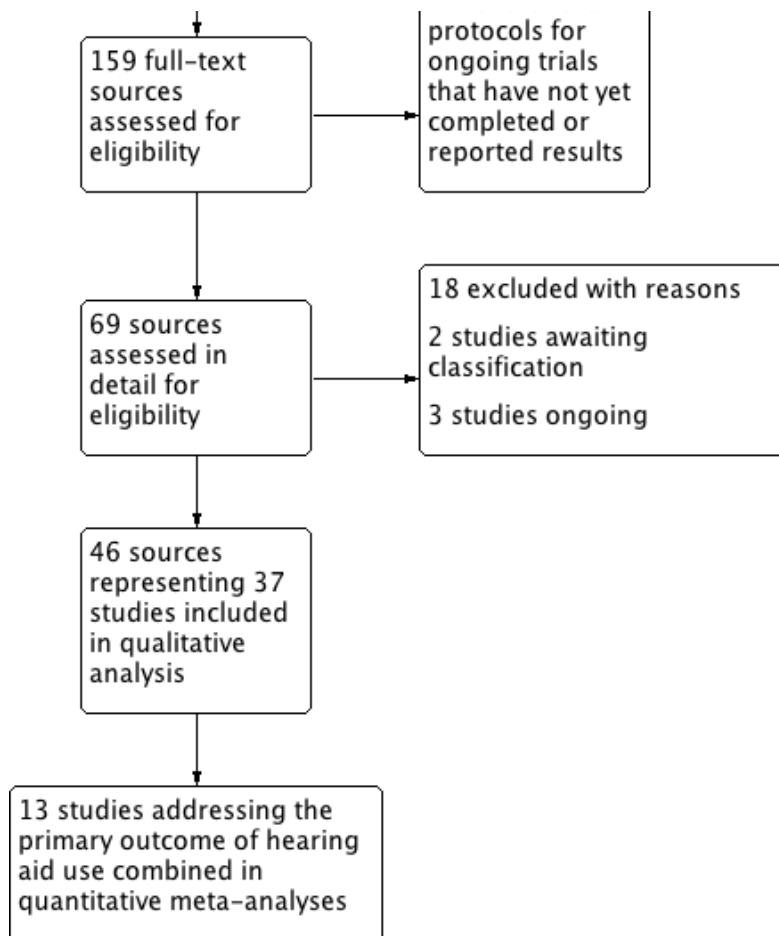 159 full-text
sources
assessed for
eligibility
protocols for
ongoing trials
that have not yet
completed or
reported results
69 sources
assessed in
detail for
eligibility
18 excluded with reasons
2 studies awaiting
classification
3 studies ongoing
46 sources
representing 37
studies included
in qualitative
analysis
13 studies addressing the
primary outcome of hearing
aid use combined in
quantitative meta-analyses